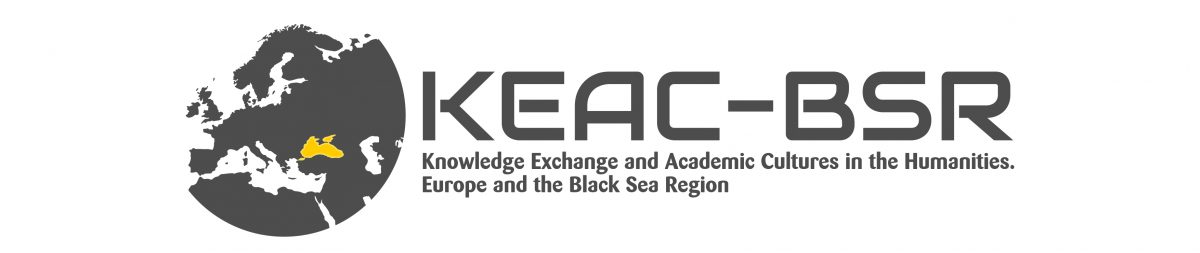 KEAC-BSR
Knowledge Exchange and Academic Cultures in the Humanities.
Europe and the Black Sea Region